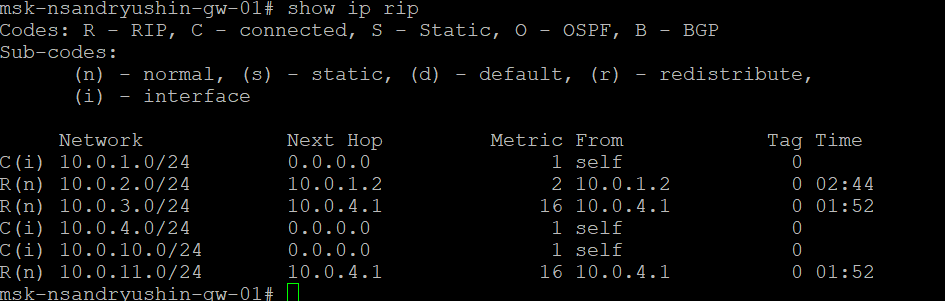 msk-nsandryushin-gw-01# show ip rip
Codes: R - RIP, C - connected, S - Static, O - OSPF, B - BGP
Sub-codes:
      (n) - normal, (s) - static, (d) - default, (r) - redistribute,
      (i) - interface

     Network            Next Hop         Metric From            Tag Time
C(i) 10.0.1.0/24        0.0.0.0               1 self              0
R(n) 10.0.2.0/24        10.0.1.2              2 10.0.1.2          0 02:44
R(n) 10.0.3.0/24        10.0.4.1             16 10.0.4.1          0 01:52
C(i) 10.0.4.0/24        0.0.0.0               1 self              0
C(i) 10.0.10.0/24       0.0.0.0               1 self              0
R(n) 10.0.11.0/24       10.0.4.1             16 10.0.4.1          0 01:52
msk-nsandryushin-gw-01#